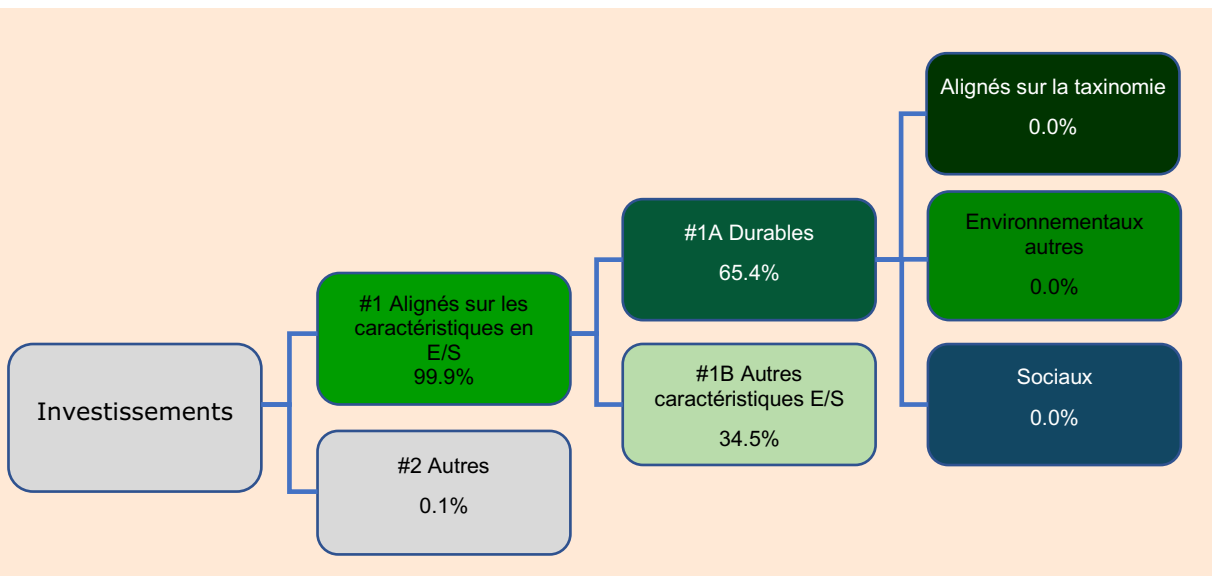 Investissements
#1 Alignés sur les
caractéristiques en
E/S
99.9%
#2 Autres
0.1%
#1A Durables
65.4%
#1B Autres
caractéristiques E/S
34.5%
Alignés sur la taxinomie
0.0%
Environnementaux
autres
0.0%
Sociaux
0.0%